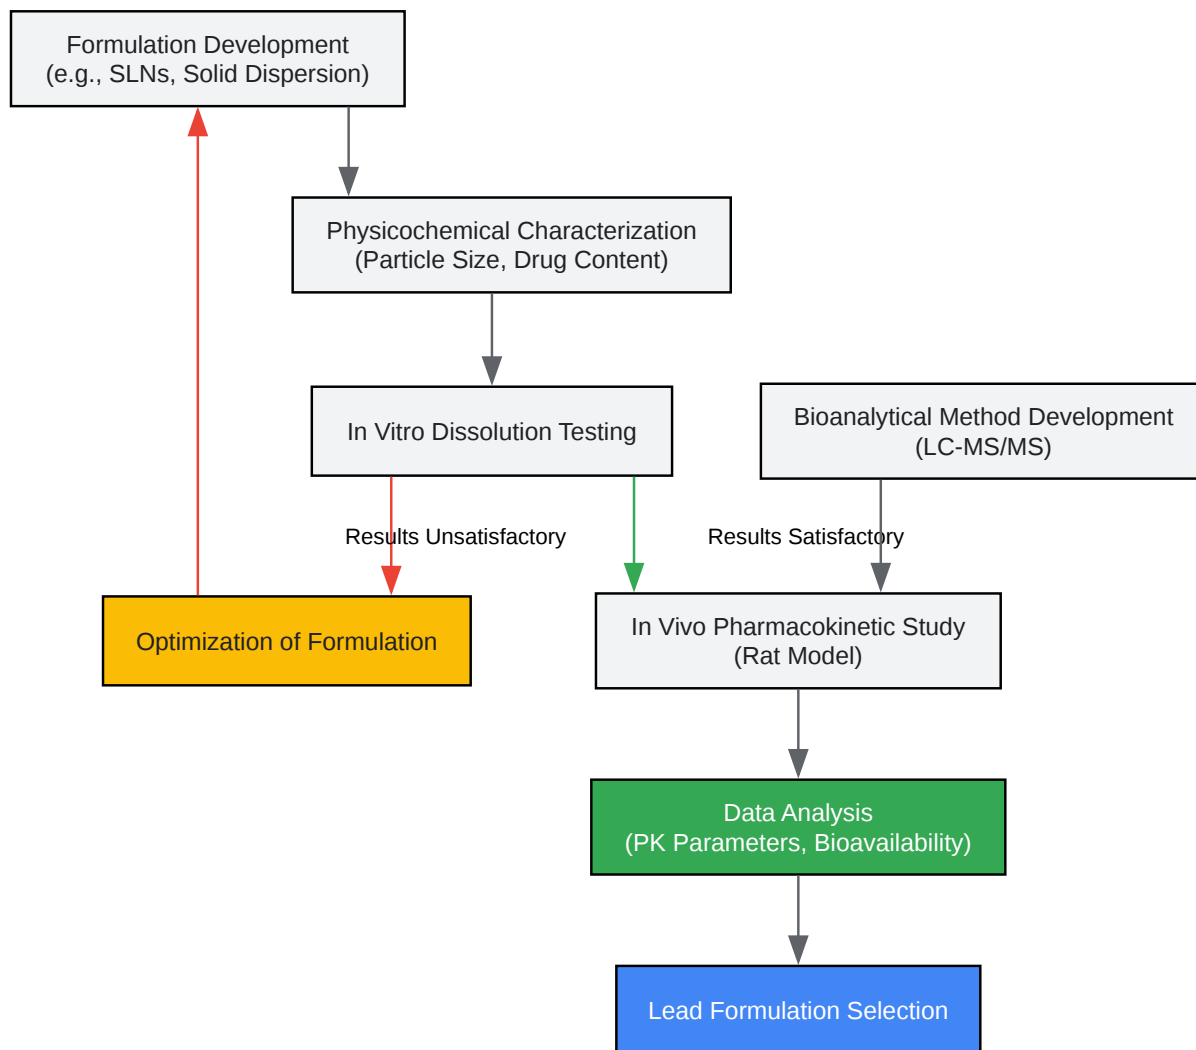 Formulation Development
(e.g., SLNs, Solid Dispersion)
Physicochemical Characterization
(Particle Size, Drug Content)
In Vitro Dissolution Testing
Bioanalytical Method Development
(LC-MS/MS)
Results Unsatisfactory
Results Satisfactory
Optimization of Formulation
In Vivo Pharmacokinetic Study
(Rat Model)
Data Analysis
(PK Parameters, Bioavailability)
Lead Formulation Selection